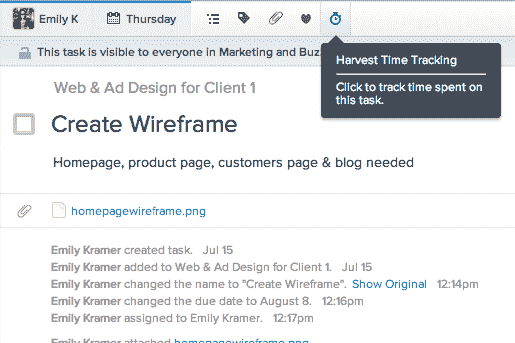 Emily K
Thursday
This task is visible to everyone in Marketing and Buz
Harvest Time Tracking
Click to track time spent on
this task.
Web & Ad Design for Client 1
Create Wireframe
Homepage, product page, customers page & blog needed
homepagewireframe.png
Emily Kramer created task. Jul 15
Emily Kramer added to Web & Ad Design for Client 1. Jul 15
Emily Kramer changed the name to "Create Wireframe". Show Original 12:14pm
Emily Kramer changed the due date to August 8. 12:16pm
Emily Kramer assigned to Emily Kramer. 12:17pm
Emily Kramer attached homepagewireframe.png